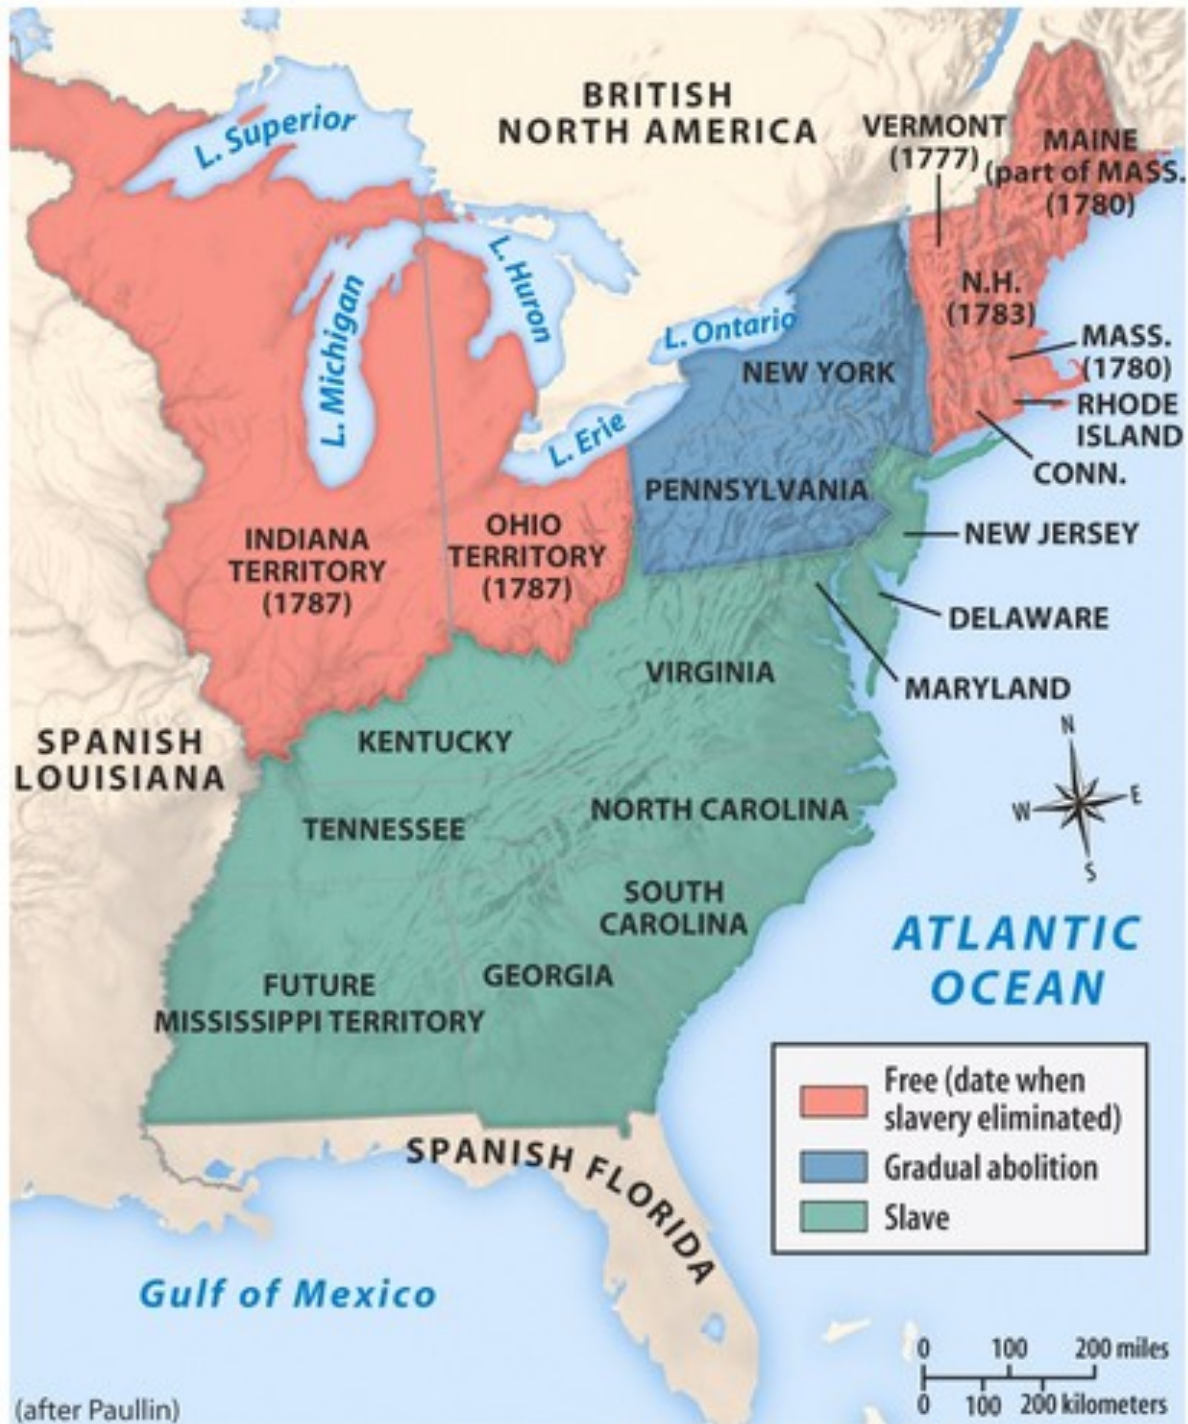 BRITISH
NORTH AMERICA
VERMONT
(1777)
MAINE
(part of MASS.
(1780)
L. Superior
L. Huron
L. Michigan
N.H.
(1783)
L. Ontario
MASS.
(1780)
NEW YORK
RHODE
ISLAND
L. Erie
CONN.
PENNSYLVANIA
INDIANA
TERRITORY
(1787)
OHIO
TERRITORY
(1787)
NEW JERSEY
DELAWARE
VIRGINIA
MARYLAND
SPANISH
LOUISIANA
KENTUCKY
N
W
E
S
TENNESSEE
NORTH CAROLINA
SOUTH
CAROLINA
ATLANTIC
OCEAN
GEORGIA
FUTURE
MISSISSIPPI TERRITORY
Free (date when
slavery eliminated)
Gradual abolition
Slave
SPANISH FLORIDA
Gulf of Mexico
0 100 200 miles
0 100 200 kilometers
(after Paullin)